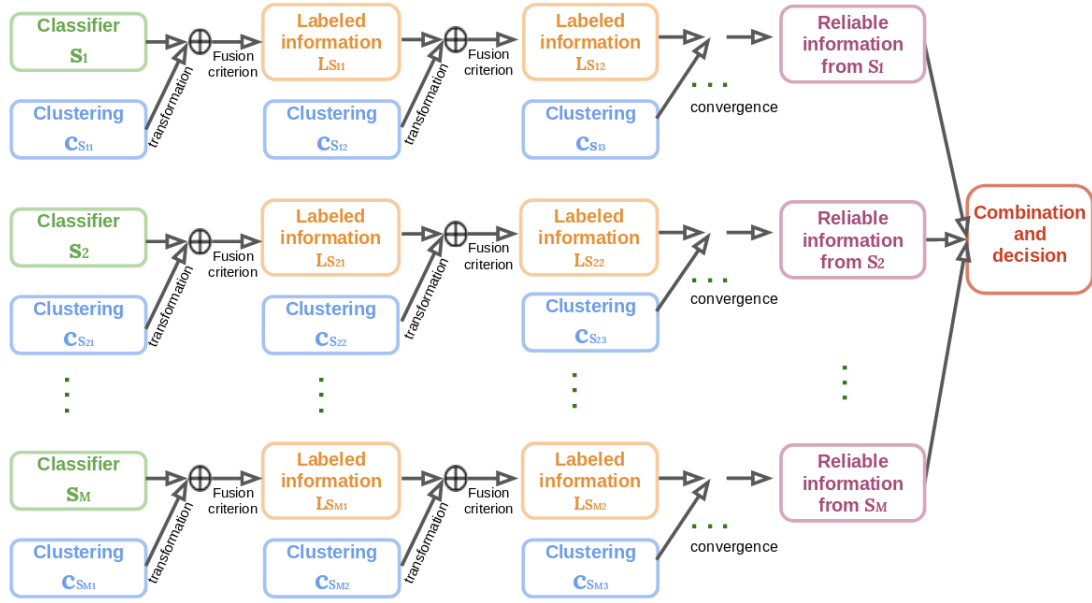 Classifier
S1
transformation
Fusion
criterion
Labeled
information
LS11
transformation
Fusion
criterion
Labeled
information
LS12
. . .
convergence
Reliable
information
from S1
Clustering
CS11
Clustering
CS12
Clustering
CS13
Classifier
S2
transformation
Fusion
criterion
Labeled
information
LS21
transformation
Fusion
criterion
Labeled
information
LS22
. . .
convergence
Reliable
information
from S2
Combination
and
decision
Clustering
CS21
Clustering
CS22
Clustering
CS23
Classifier
SM
transformation
Fusion
criterion
Labeled
information
LSM1
transformation
Fusion
criterion
Labeled
information
LSM2
. . .
convergence
Reliable
information
from SM
Clustering
CSM1
Clustering
CSM2
Clustering
CSM3